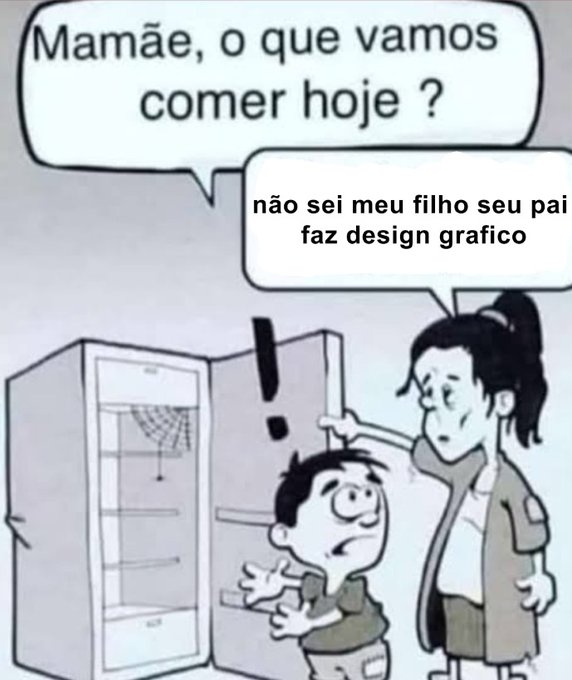 Mamãe, o que vamos
comer hoje ?
não sei meu filho seu pai
faz design grafico
!